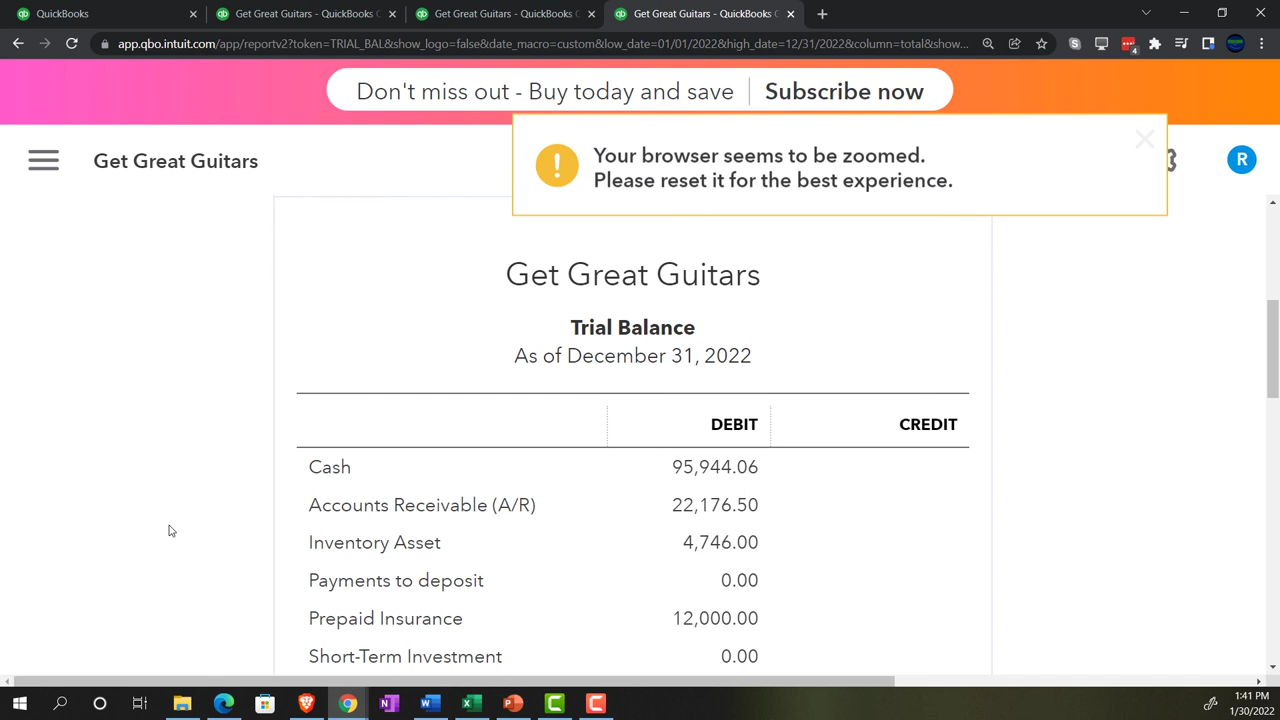 QuickBooks
Get Great Guitars - QuickBooks O
Get Great Guitars - QuickBooks O
Get Great Guitars - QuickBooks O
app.qbo.intuit.com/app/reportv2?token=TRIAL_BAL&show_logo=false&date_macro=custom&low_date=01/01/2022&high_date=12/31/2022&column=total&show...
4
Don't miss out - Buy today and save
Subscribe now
Your browser seems to be zoomed.
Please reset it for the best experience.
Get Great Guitars
R
Get Great Guitars
Trial Balance
As of December 31, 2022
DEBIT CREDIT
Cash 95,944.06
Accounts Receivable (A/R) 22,176.50
Inventory Asset 4,746.00
Payments to deposit 0.00
Prepaid Insurance 12,000.00
Short-Term Investment 0.00
1:41 PM
1/30/2022